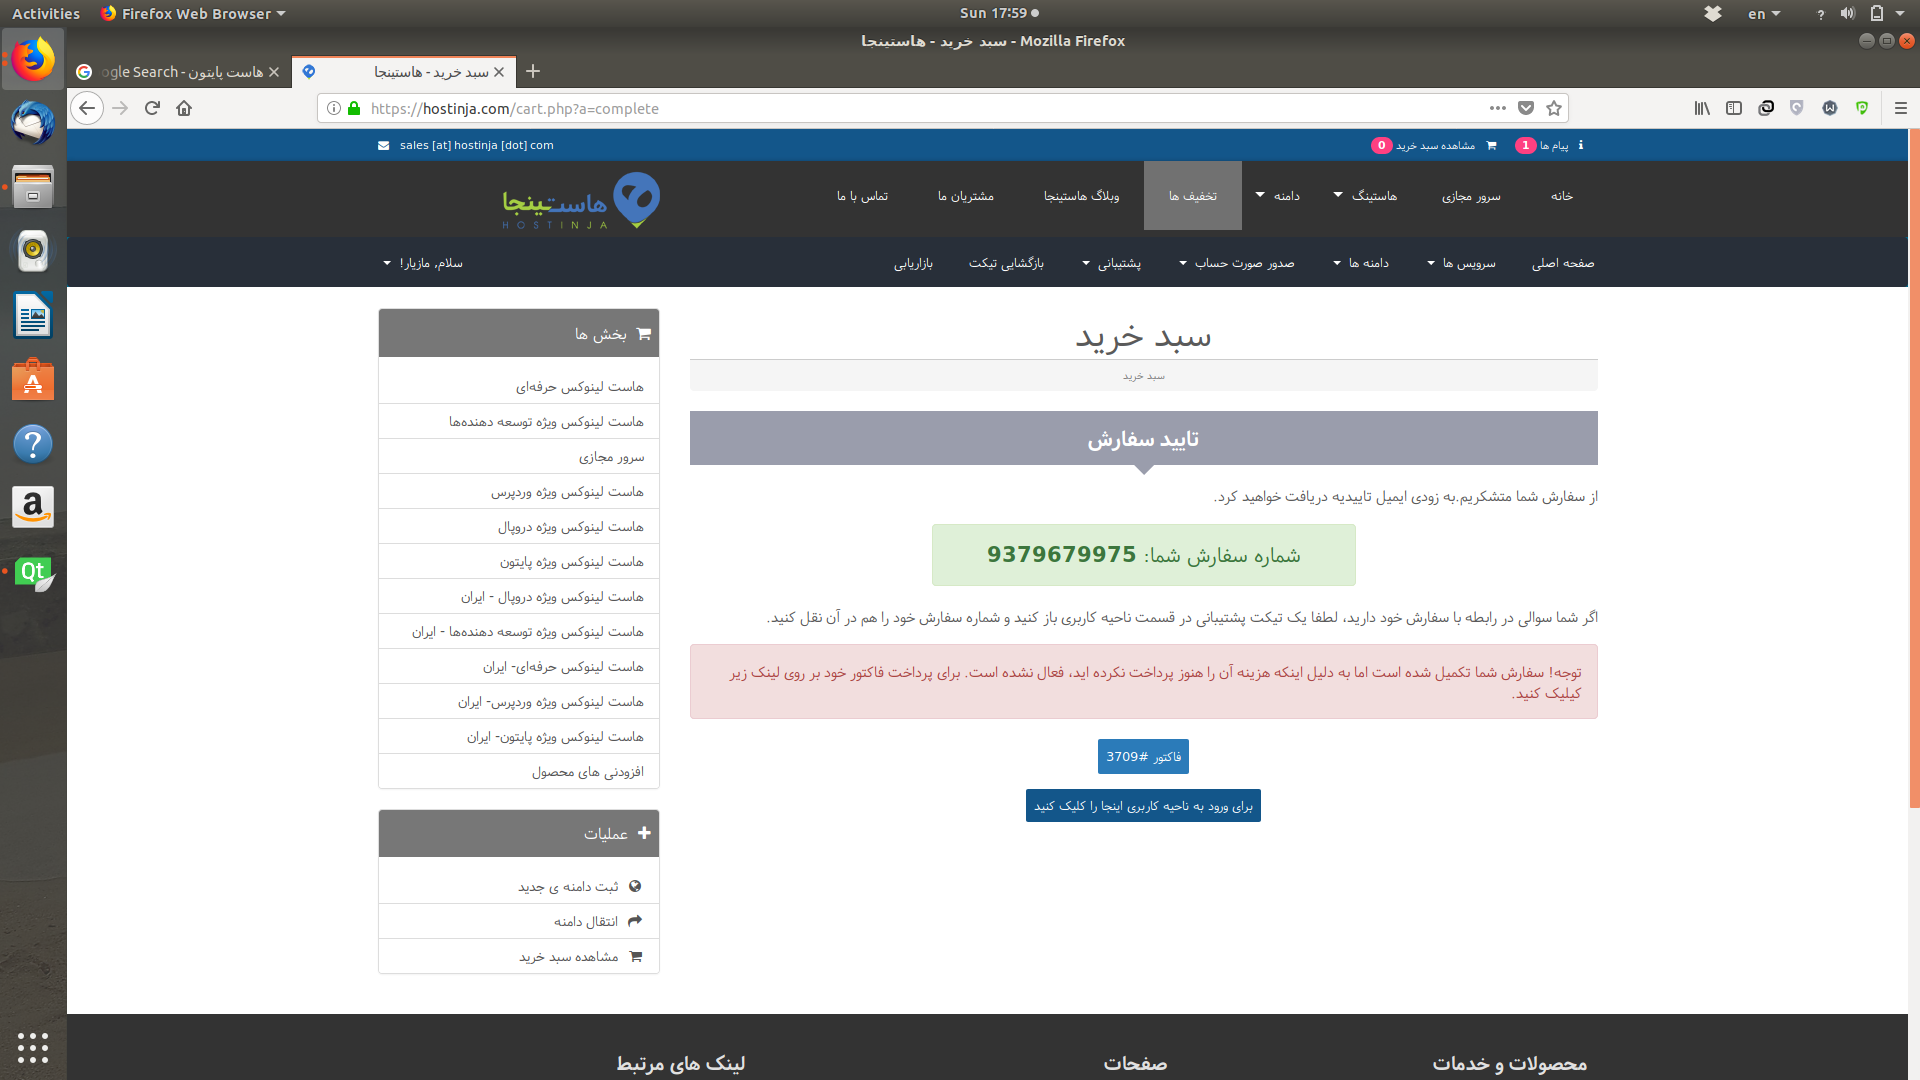 Activities
Firefox Web Browser
Sun 17:59
en
سبد خرید - هاستینجا - Mozilla Firefox
هاست پایتون - ogle Search
سبد خرید - هاستینجا
https://hostinja.com/cart.php?a=complete
sales [at] hostinja [dot] com
پیام ها 1
مشاهده سبد خرید 0
خانه
سرور مجازی
هاستینگ
دامنه
تخفیف ها
وبلاگ هاستینجا
مشتریان ما
تماس با ما
هاستینجا
HOSTINJA
صفحه اصلی
سرویس ها
دامنه ها
صدور صورت حساب
پشتیبانی
بازگشایی تیکت
بازاریابی
سلام, مازیار!
سبد خرید
سبد خرید
تایید سفارش
از سفارش شما متشکریم.به زودی ایمیل تاییدیه دریافت خواهید کرد.
شماره سفارش شما: 9379679975
اگر شما سوالی در رابطه با سفارش خود دارید، لطفا یک تیکت پشتیبانی در قسمت ناحیه کاربری باز کنید و شماره سفارش خود را هم در آن نقل کنید.
توجه! سفارش شما تکمیل شده است اما به دلیل اینکه هزینه آن را هنوز پرداخت نکرده اید، فعال نشده است. برای پرداخت فاکتور خود بر روی لینک زیر
کیلیک کنید.
فاکتور #3709
برای ورود به ناحیه کاربری اینجا را کلیک کنید
بخش ها
هاست لینوکس حرفه‌ای
هاست لینوکس ویژه توسعه دهنده‌ها
سرور مجازی
هاست لینوکس ویژه وردپرس
هاست لینوکس ویژه دروپال
هاست لینوکس ویژه پایتون
هاست لینوکس ویژه دروپال - ایران
هاست لینوکس ویژه توسعه دهنده‌ها - ایران
هاست لینوکس حرفه‌ای- ایران
هاست لینوکس ویژه وردپرس- ایران
هاست لینوکس ویژه پایتون- ایران
افزودنی های محصول
عملیات
ثبت دامنه ی جدید
انتقال دامنه
مشاهده سبد خرید
محصولات و خدمات
صفحات
لینک های مرتبط